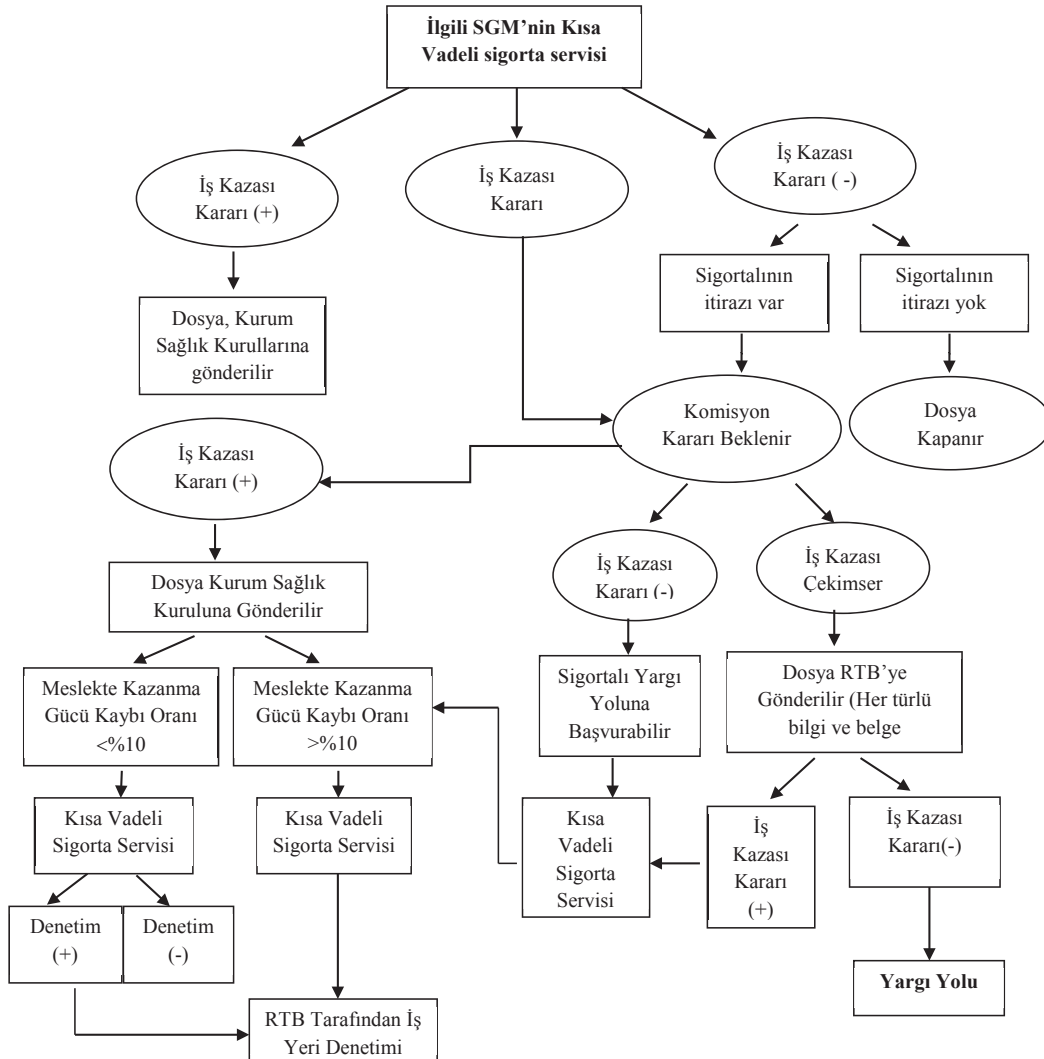 İlgili SGM’nin Kısa
Vadeli sigorta servisi
İş Kazası
Kararı (+)
İş Kazası
Kararı
İş Kazası
Kararı ( -)
Sigortalının
itirazı var
Sigortalının
itirazı yok
Dosya, Kurum
Sağlık Kurullarına
gönderilir
Komisyon
Kararı Beklenir
Dosya
Kapanır
İş Kazası
Kararı (+)
İş Kazası
Kararı (-)
İş Kazası
Çekimser
Dosya Kurum Sağlık
Kuruluna Gönderilir
Meslekte Kazanma
Gücü Kaybı Oranı
<%10
Meslekte Kazanma
Gücü Kaybı Oranı
>%10
Sigortalı Yargı
Yoluna
Başvurabilir
Dosya RTB’ye
Gönderilir (Her türlü
bilgi ve belge
Kısa Vadeli
Sigorta Servisi
Kısa Vadeli
Sigorta Servisi
Kısa
Vadeli
Sigorta
Servisi
İş
Kazası
Kararı
(+)
İş Kazası
Kararı(-)
Denetim
(+)
Denetim
(-)
Yargı Yolu
RTB Tarafından İş
Yeri Denetimi